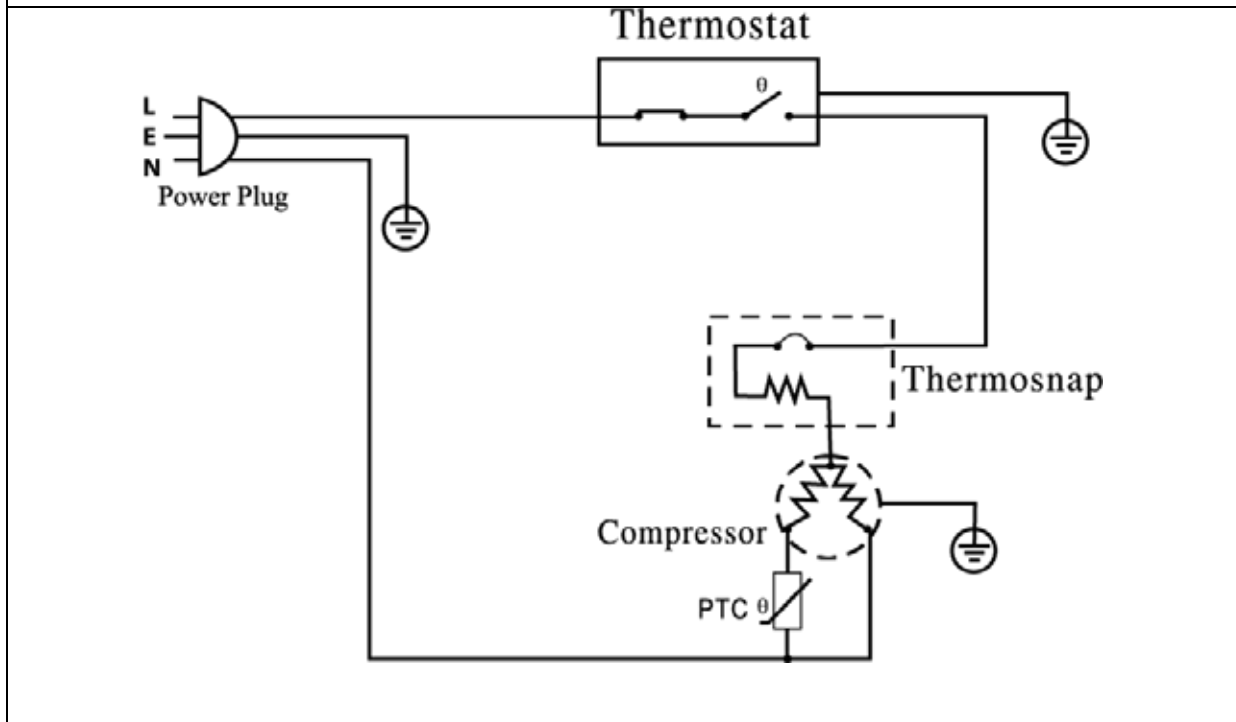 Thermostat
θ
L
E
N
Power Plug
Thermosnap
Compressor
PTC θ